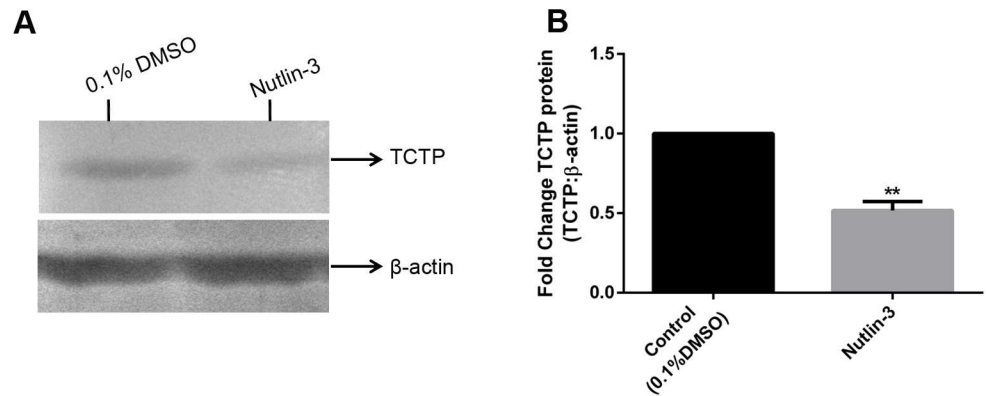 A
0.1% DMSO
Nutlin-3
TCTP
β-actin
B
Fold Change TCTP protein
(TCTP:β-actin)
1.5
1.0
0.5
0.0
**
Control
(0.1%DMSO)
Nutlin-3